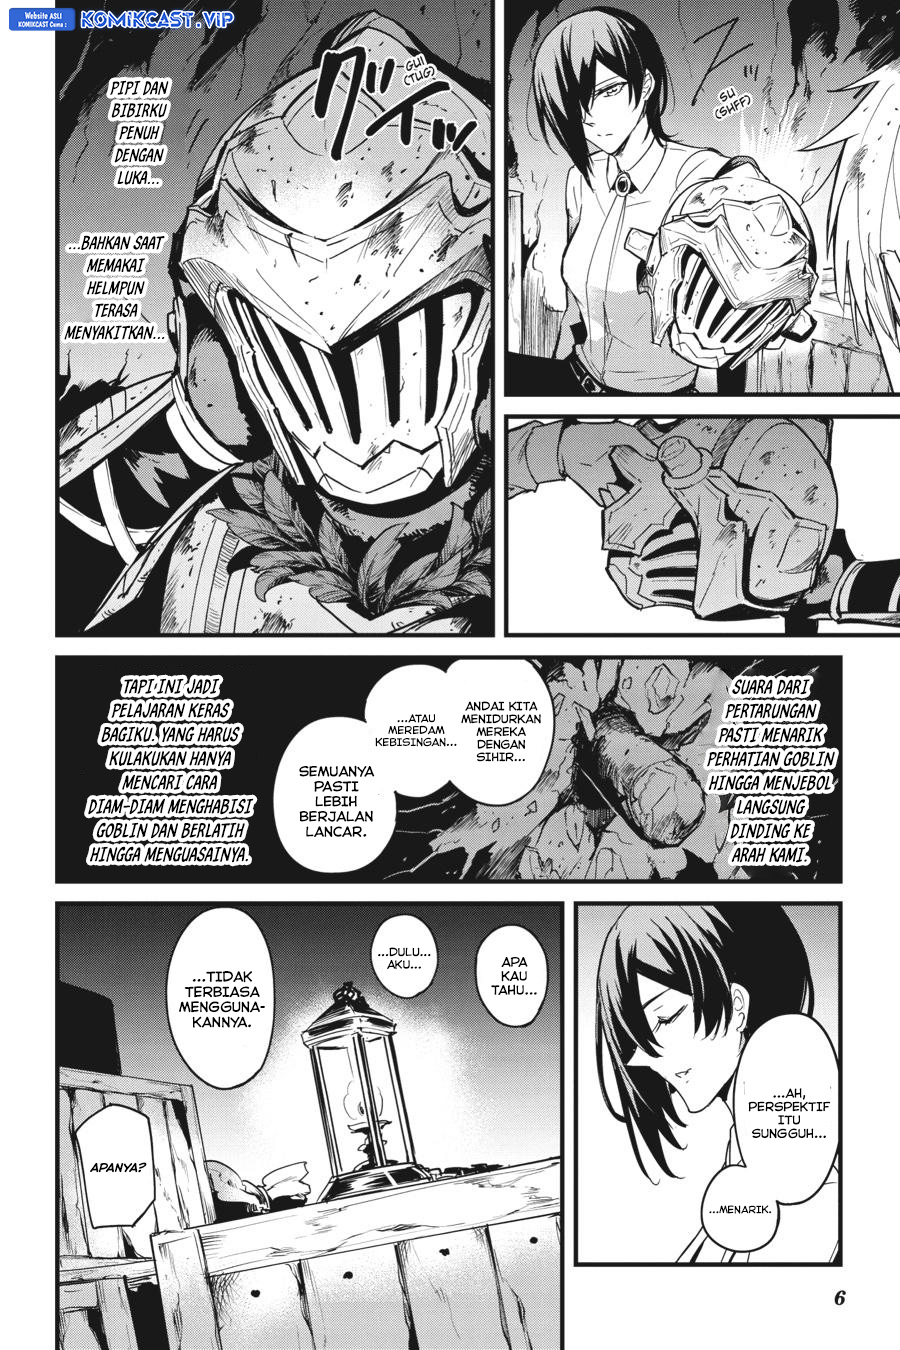 Website ASLI
KOMIKCAST Cuma :
KOMIKCAST.VIP
SU
(SWFF)
グイッ
GUI
(TUG)
PIPI DAN
BIBIRKU
PENUH
DENGAN
LUKA...
...BAHKAN SAAT
MEMAKAI
HELMPUN
TERASA
MENYAKITKAN...
SUARA DARI
PERTARUNGAN
PASTI MENARIK
PERHATIAN GOBLIN
HINGGA MENJEBOL
LANGSUNG
DINDING KE
ARAH KAMI.
ANDAI KITA
MENIDURKAN
MEREKA
DENGAN
SIHIR...
...ATAU
MEREDAM
KEBISINGAN...
SEMUANYA
PASTI
LEBIH
BERJALAN
LANCAR.
TAPI INI JADI
PELAJARAN KERAS
BAGIKU. YANG HARUS
KULAKUKAN HANYA
MENCARI CARA
DIAM-DIAM MENGHABISI
GOBLIN DAN BERLATIH
HINGGA MENGUASAINYA.
...AH,
PERSPEKTIF
ITU
SUNGGUH...
...MENARIK.
APA
KAU
TAHU...
...DULU...
AKU...
...TIDAK
TERBIASA
MENGGUNA-
KANNYA.
APANYA?
6